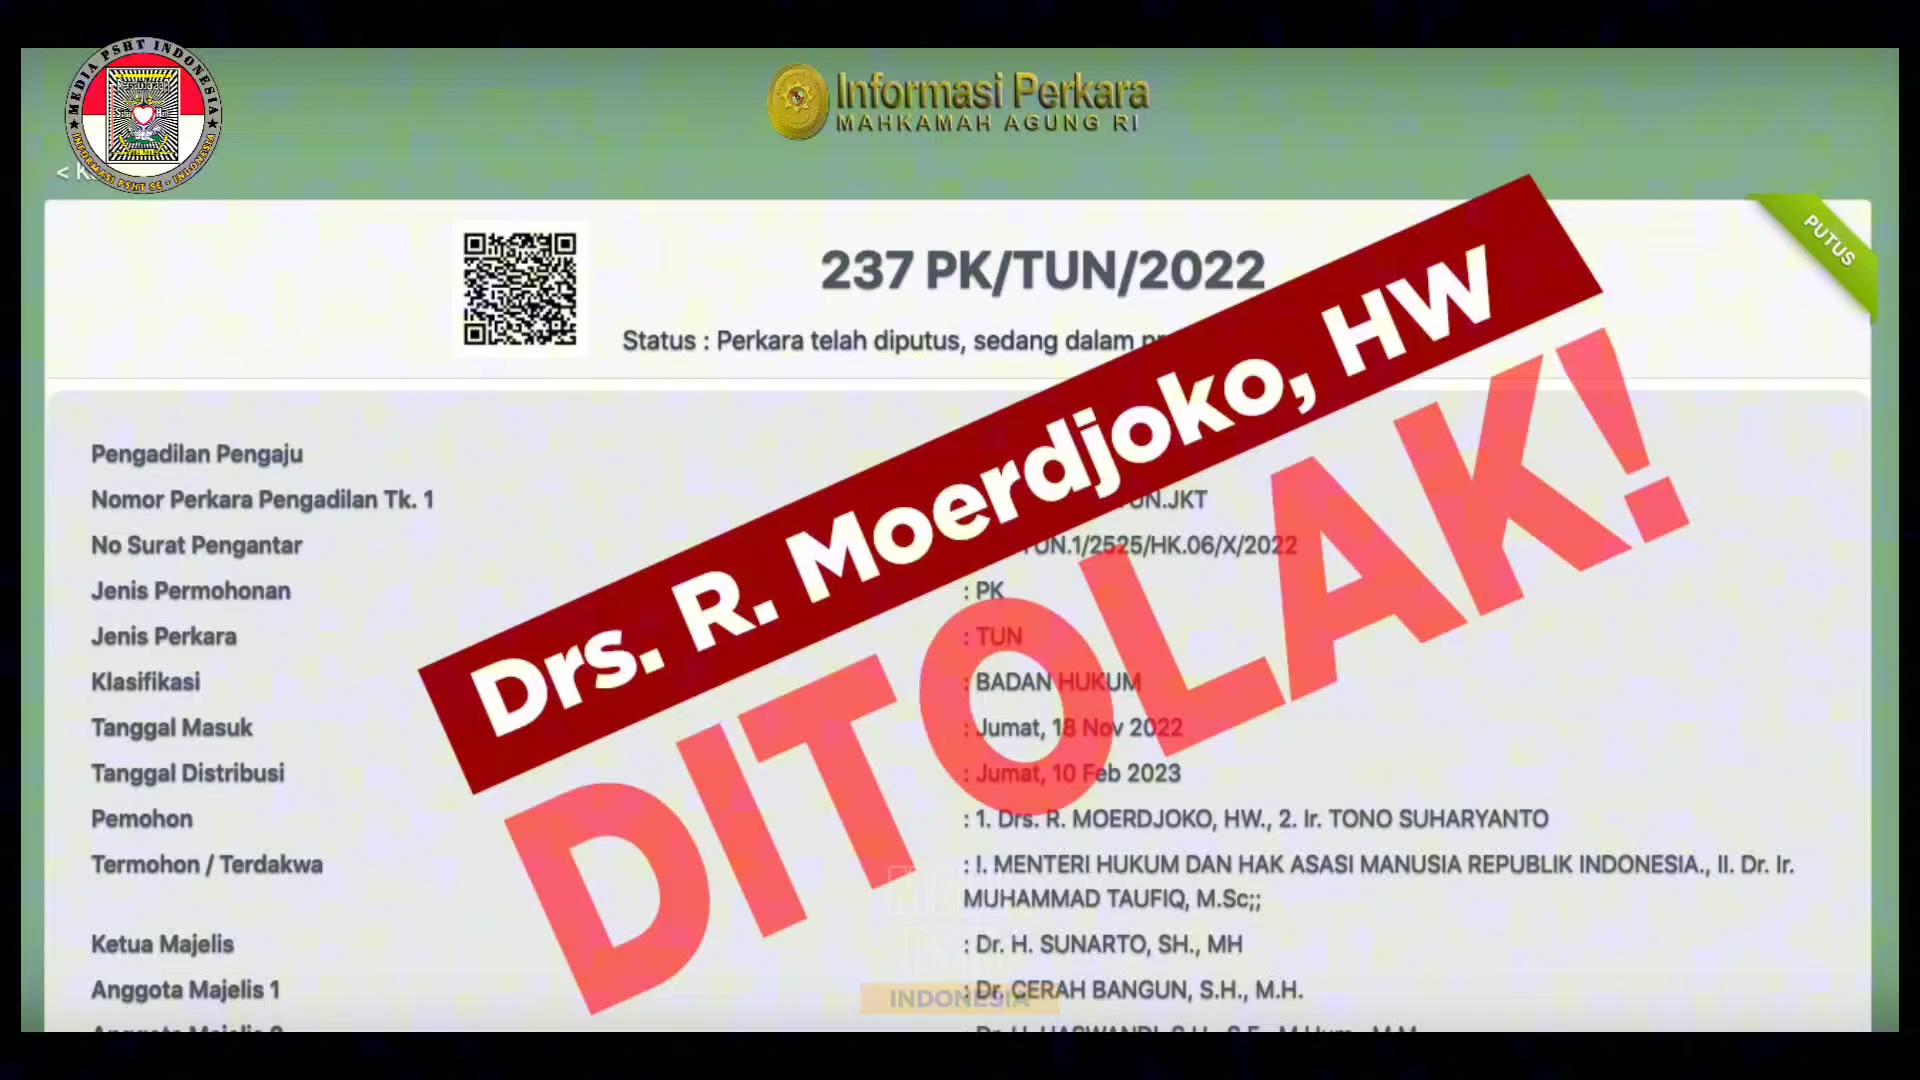 MEDIA PSHT INDONESIA
INFORMASI PSHT SE - INDONESIA
Informasi Perkara
MAHKAMAH AGUNG RI
< K
PUTUS
237 PK/TUN/2022
Status : Perkara telah diputus, sedang dalam
Drs. R. Moerdjoko, HW
DITOLAK!
Pengadilan Pengaju
Nomor Perkara Pengadilan Tk. 1 UN.JKT
No Surat Pengantar UN.1/2525/HK.06/X/2022
Jenis Permohonan : PK
Jenis Perkara : TUN
Klasifikasi : BADAN HUKUM
Tanggal Masuk : Jumat, 18 Nov 2022
Tanggal Distribusi : Jumat, 10 Feb 2023
Pemohon : 1. Drs. R. MOERDJOKO, HW., 2. Ir. TONO SUHARYANTO
Termohon / Terdakwa : I. MENTERI HUKUM DAN HAK ASASI MANUSIA REPUBLIK INDONESIA., II. Dr. Ir.
MUHAMMAD TAUFIQ, M.Sc;;
Ketua Majelis : Dr. H. SUNARTO, SH., MH
Anggota Majelis 1 : Dr. CERAH BANGUN, S.H., M.H.
INDONESIA